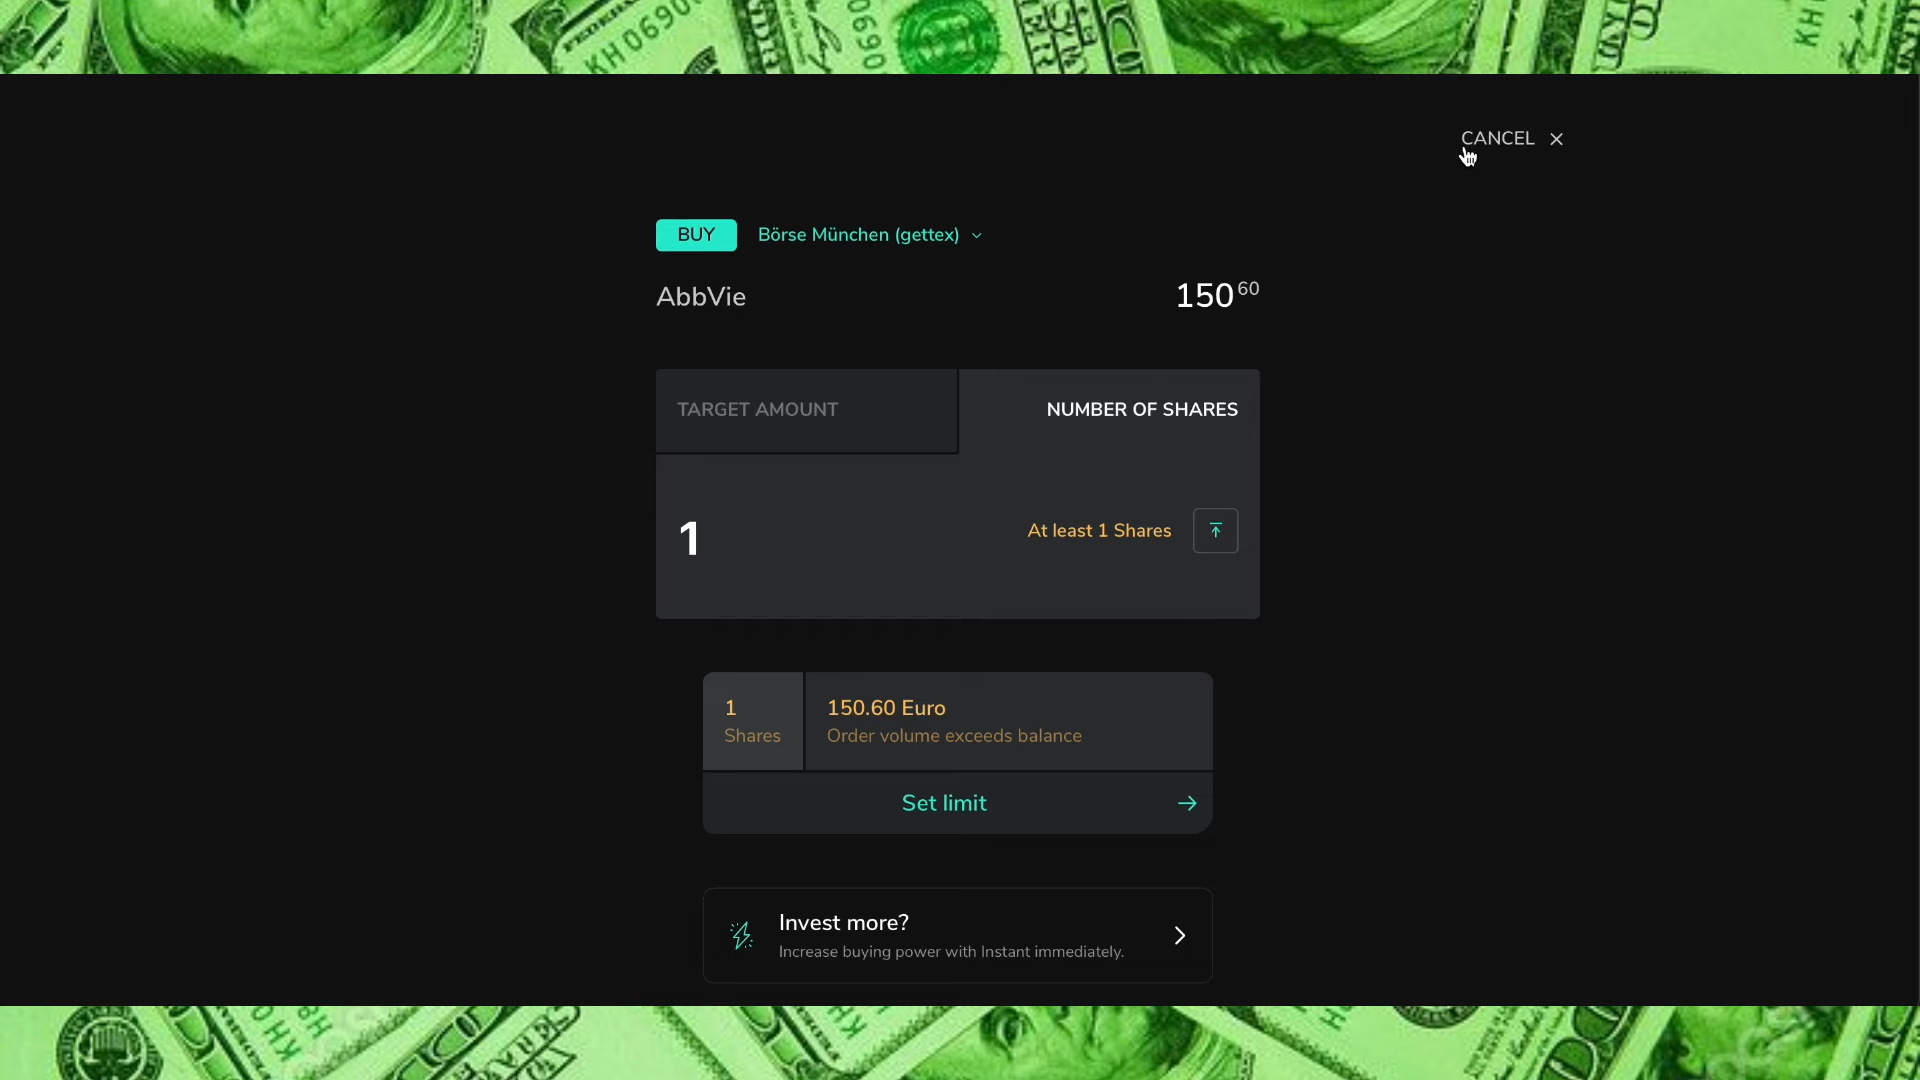 CANCEL
BUY Börse München (gettex)
AbbVie 150 60
TARGET AMOUNT NUMBER OF SHARES
1 At least 1 Shares
1 150.60 Euro
Shares Order volume exceeds balance
Set limit
Invest more?
Increase buying power with Instant immediately.